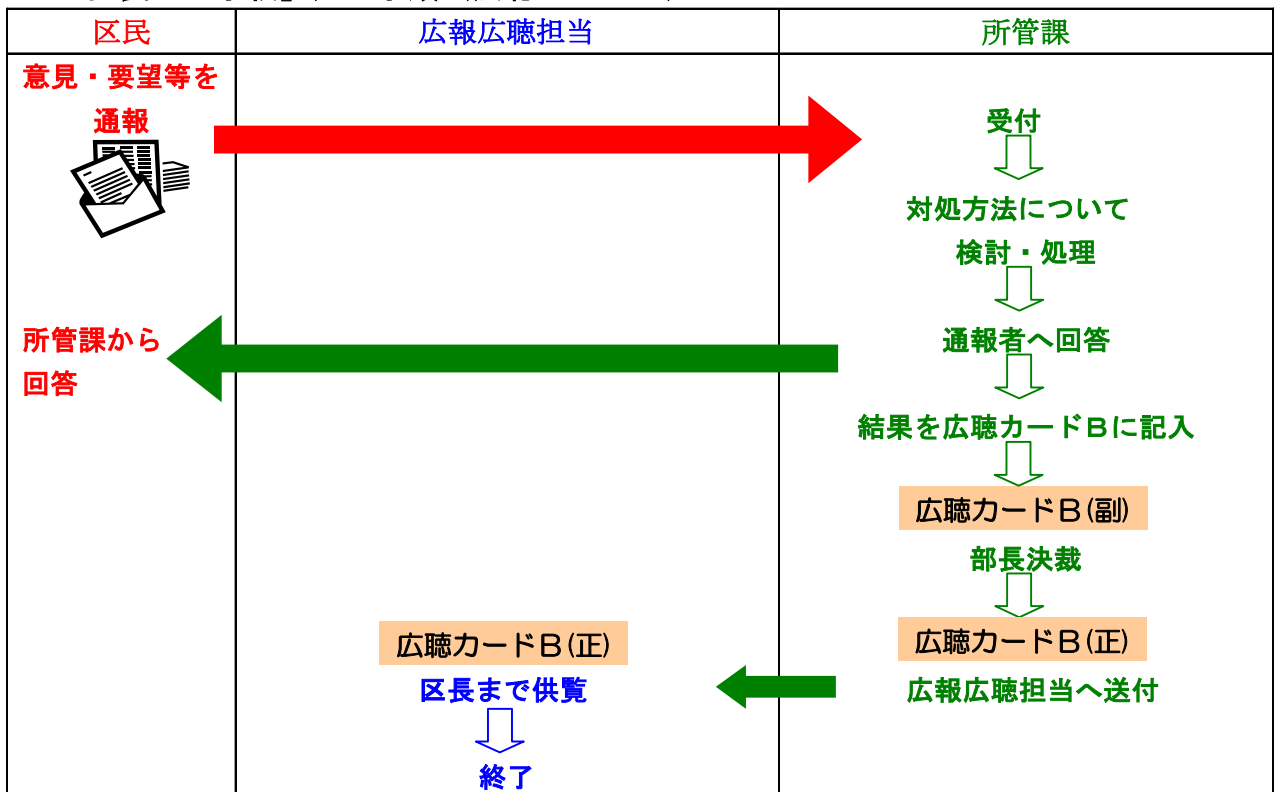 区民
広報広聴担当
所管課
意見・要望等を
通報
受付
対処方法について
検討・処理
所管課から
回答
通報者へ回答
結果を広聴カードBに記入
広聴カードB(副)
部長決裁
広聴カードB(正)
広聴カードB(正)
区長まで供覧
広報広聴担当へ送付
終了